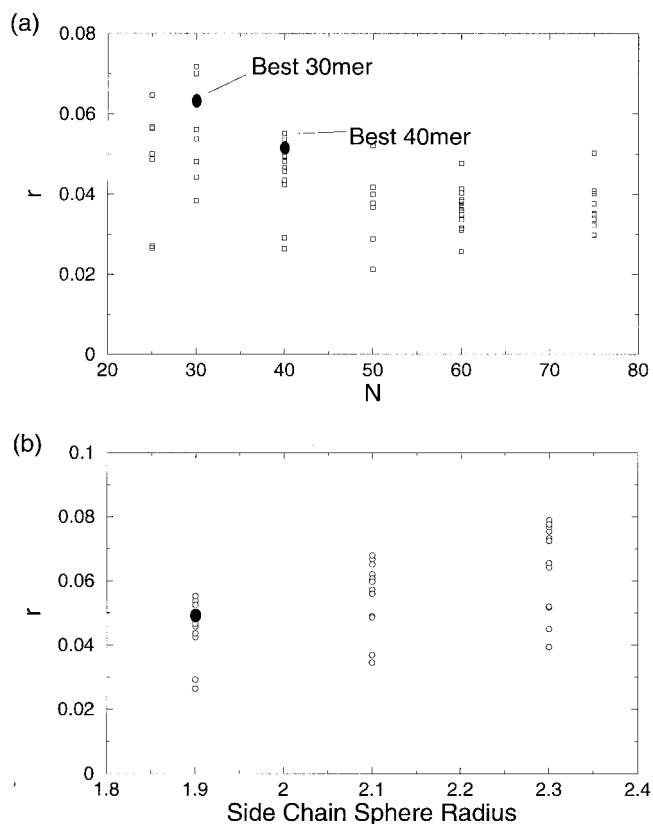 (a)
0.08
Best 30mer
0.06
Best 40mer
r
0.04
0.02
0
20 30 40 50 60 70 80
N
(b)
0.1
0.08
0.06
r
0.04
0.02
0
1.8 1.9 2 2.1 2.2 2.3 2.4
Side Chain Sphere Radius